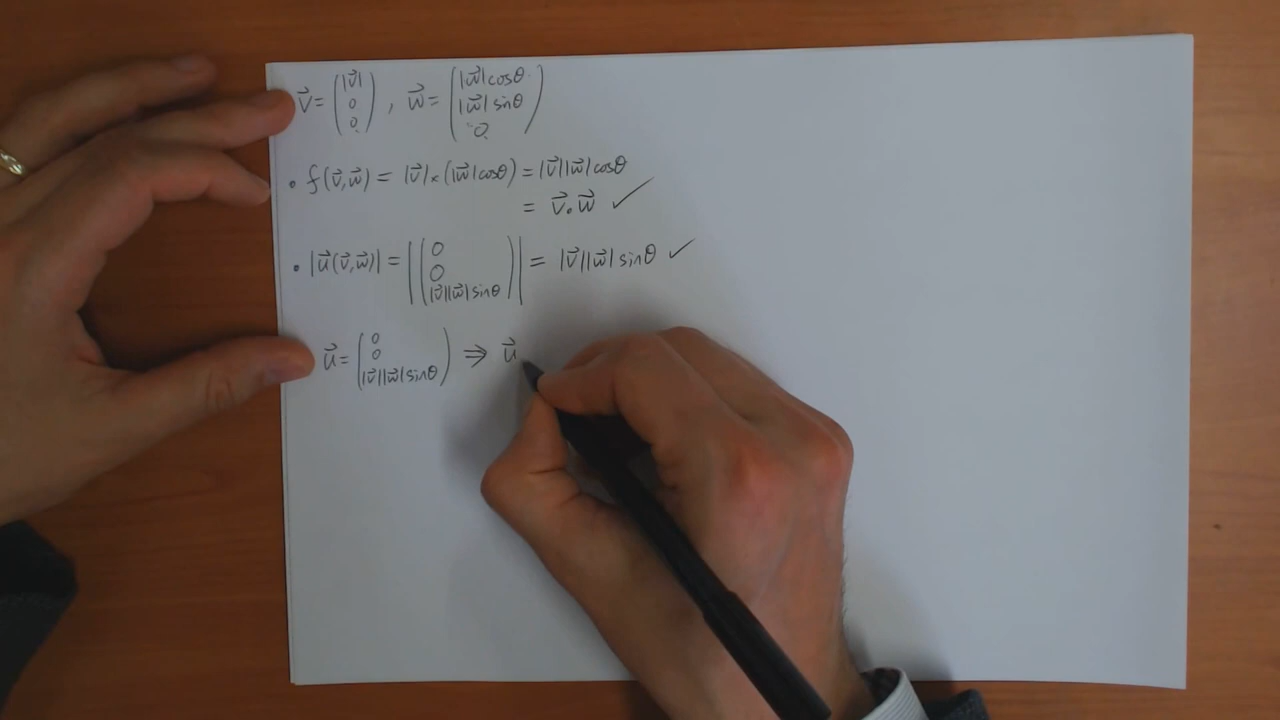 v⃗ = (|v⃗| 0 0), w⃗ = (|w⃗|cosθ |w⃗|sinθ 0)
• f(v⃗,w⃗) = |v⃗|×(|w⃗|cosθ) = |v⃗||w⃗|cosθ
= v⃗•w⃗ ✓
• |u⃗(v⃗,w⃗)| = |(0 0 |v⃗||w⃗|sinθ)| = |v⃗||w⃗|sinθ ✓
u⃗ = (0 0 |v⃗||w⃗|sinθ) ⇒ u⃗